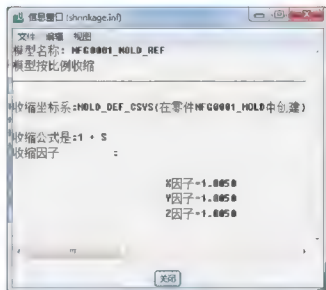 信息窗口 (shrinkage.inf)
文件 编辑 视图
模型名称: MFG0001_MOLD_REF
模型按比例收缩
收缩坐标系:MOLD_DEF_CSYS(在零件MFG0001_MOLD中创建)
收缩公式是:1 + S
收缩因子 :
X因子=1.0050
Y因子=1.0050
Z因子=1.0050
关闭